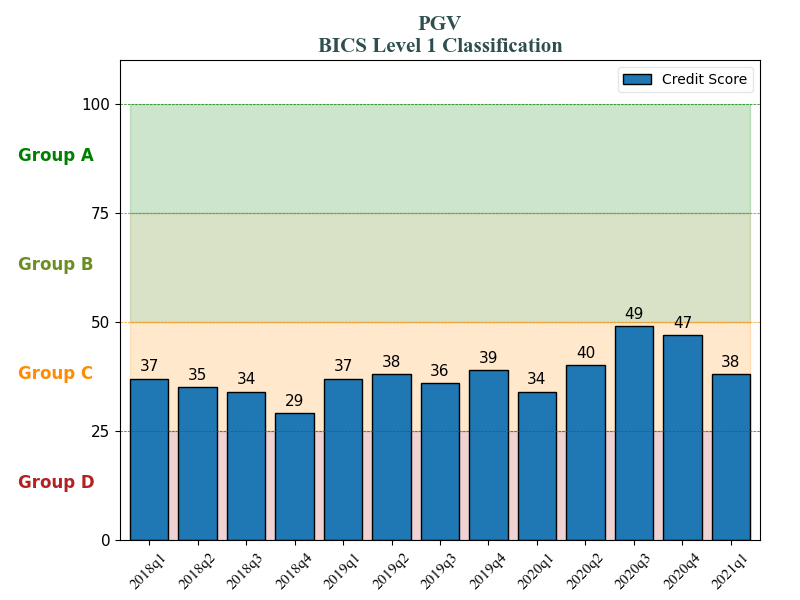 PGV
BICS Level 1 Classification
Credit Score
100
Group A
75
Group B
50
Group C
25
Group D
0
37
35
34
29
37
38
36
39
34
40
49
47
38
2018q1
2018q2
2018q3
2018q4
2019q1
2019q2
2019q3
2019q4
2020q1
2020q2
2020q3
2020q4
2021q1